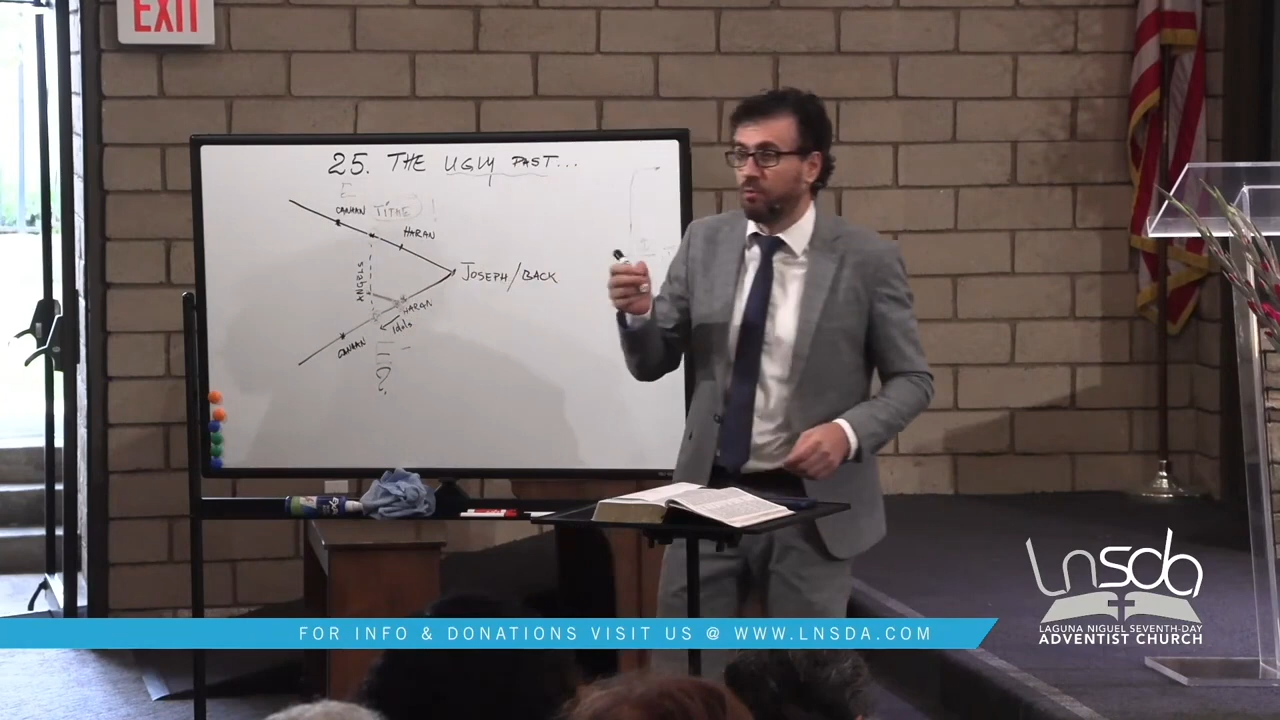 EXIT
25. THE UGLY PAST...
E
CANAAN TITHE !
HARAN
ANGELS
JOSEPH/BACK
HARAN
Idols
CANAAN
?
LNSDA
LAGUNA NIGUEL SEVENTH-DAY
ADVENTIST CHURCH
FOR INFO & DONATIONS VISIT US @ WWW.LNSDA.COM